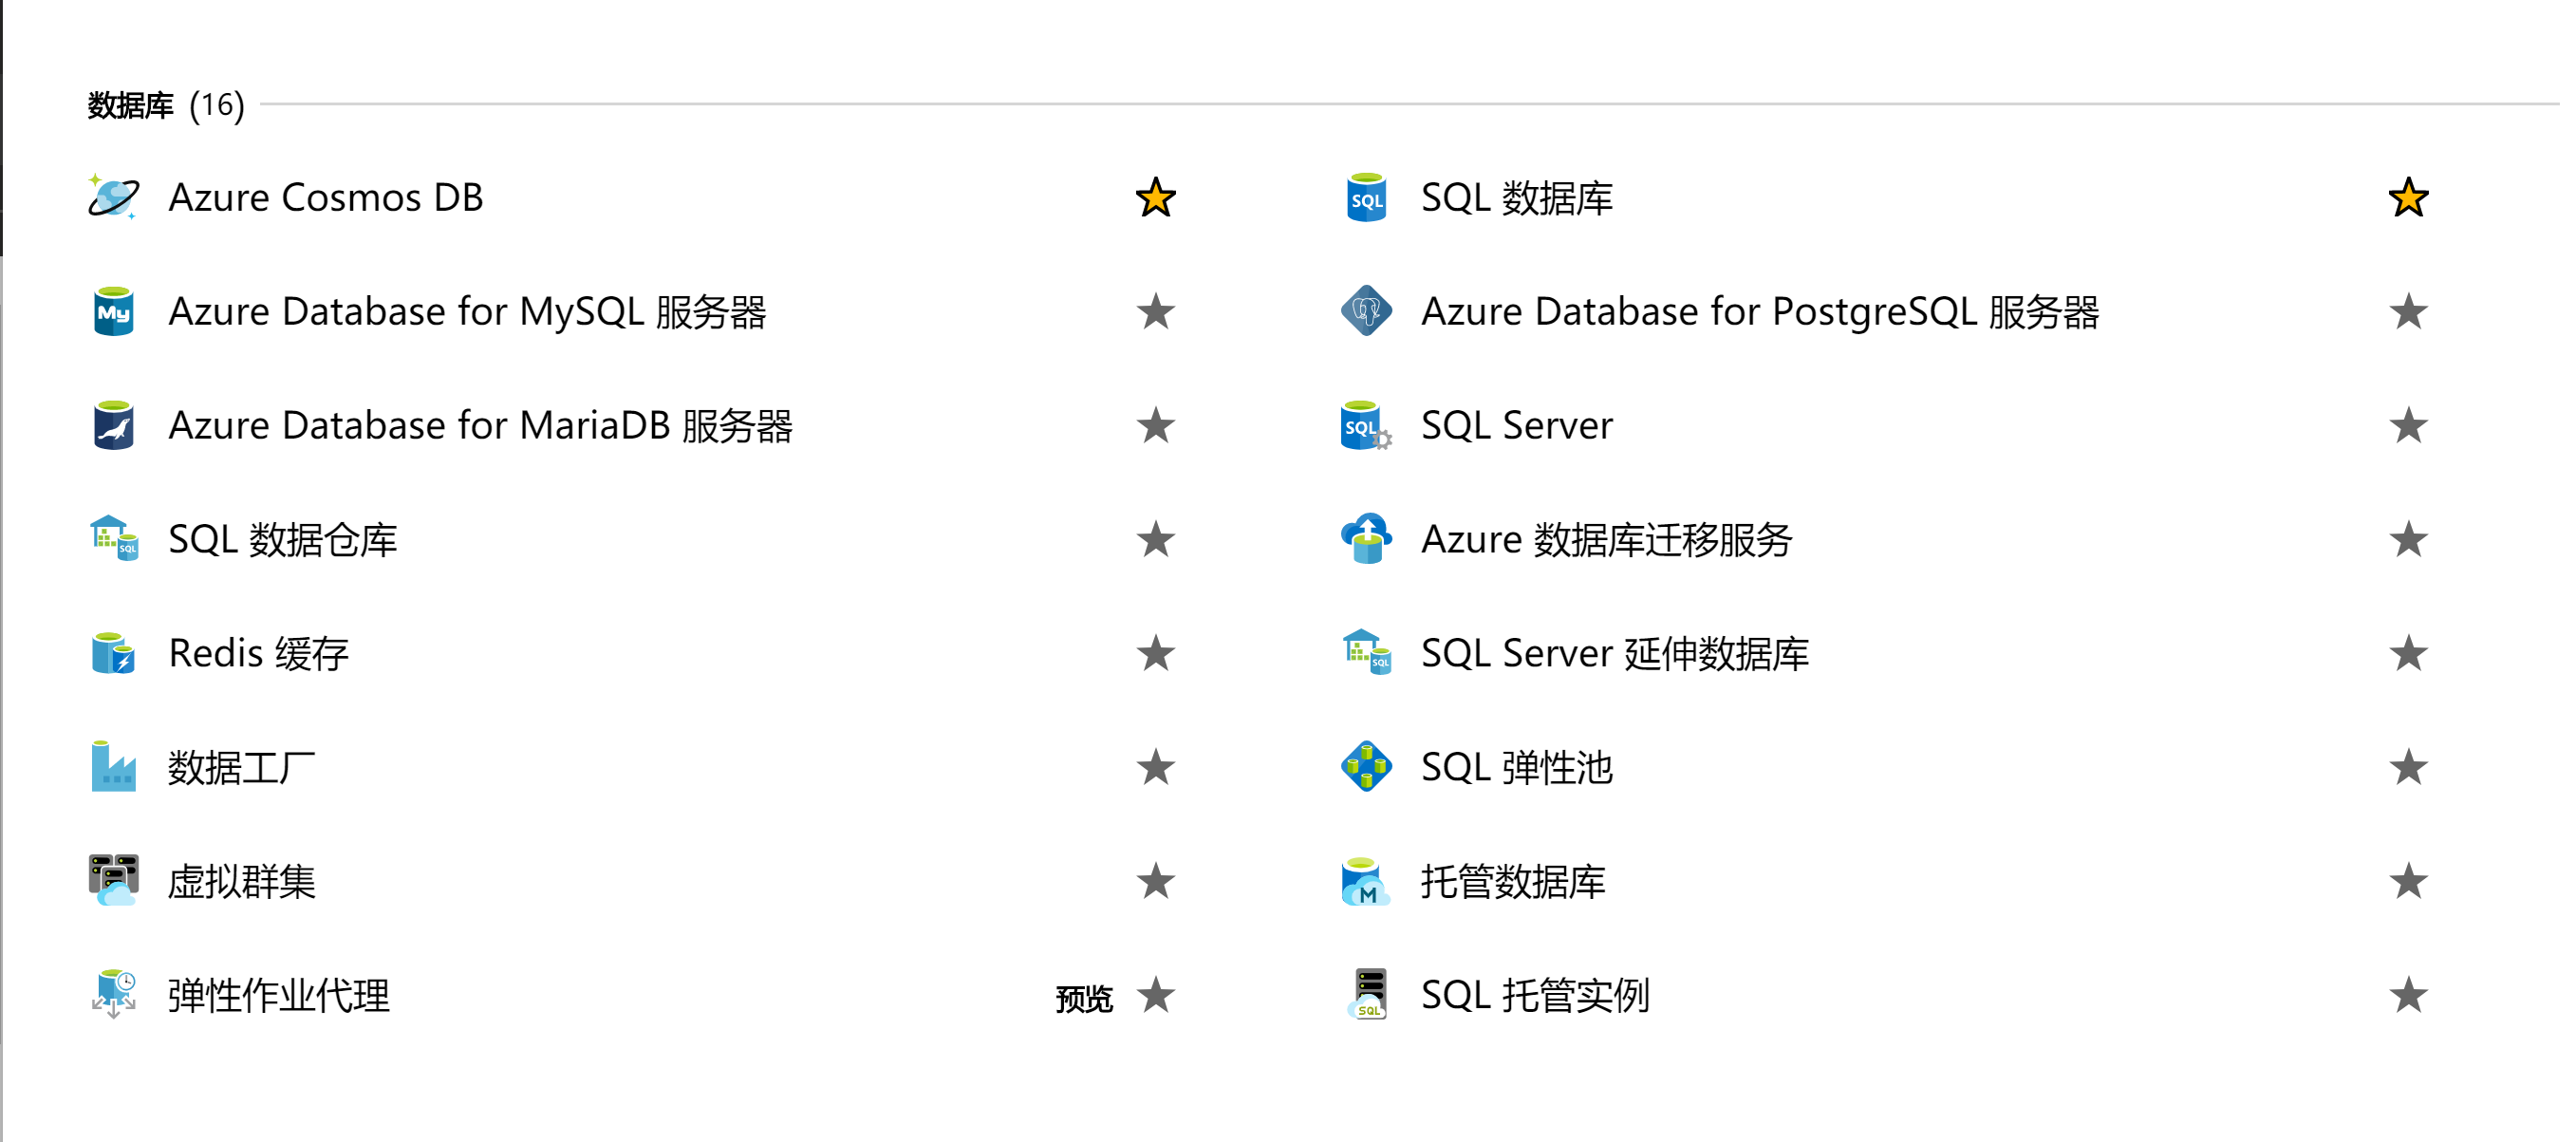 数据库 (16)
Azure Cosmos DB
SQL 数据库
Azure Database for MySQL 服务器
Azure Database for PostgreSQL 服务器
Azure Database for MariaDB 服务器
SQL Server
SQL 数据仓库
Azure 数据库迁移服务
Redis 缓存
SQL Server 延伸数据库
数据工厂
SQL 弹性池
虚拟群集
托管数据库
弹性作业代理 预览
SQL 托管实例